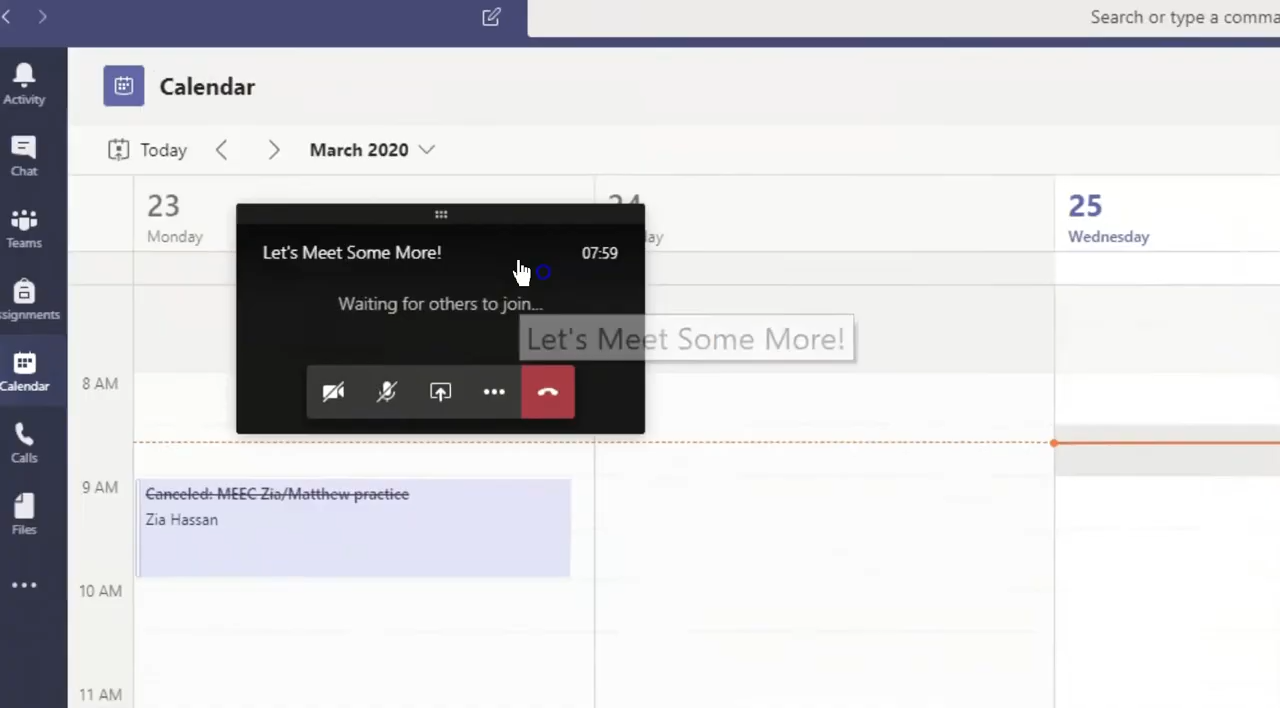 Search or type a comma
Activity
Chat
Teams
ssignments
Calendar
Calls
Files
Calendar
Today
March 2020
23
Monday
24
day
25
Wednesday
Let's Meet Some More!
07:59
Waiting for others to join...
Let's Meet Some More!
8 AM
9 AM
Canceled: MEEC Zia/Matthew practice
Zia Hassan
10 AM
11 AM